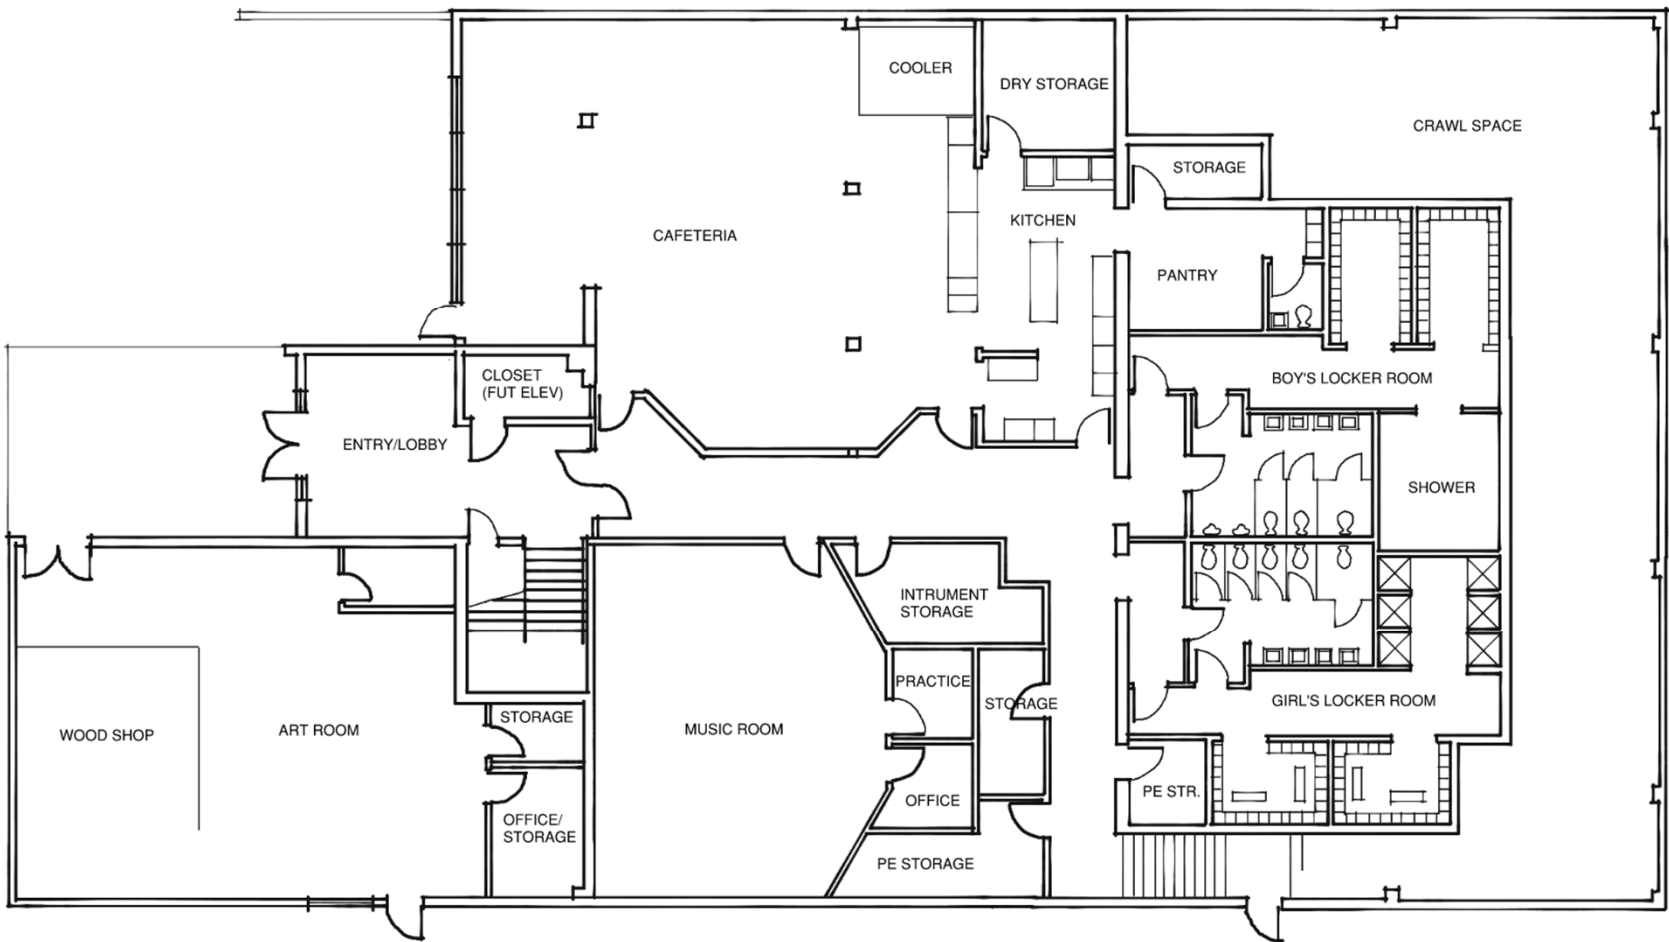 COOLER
DRY STORAGE
CRAWL SPACE
STORAGE
KITCHEN
CAFETERIA
PANTRY
CLOSET
(FUT ELEV)
BOY'S LOCKER ROOM
ENTRY/LOBBY
SHOWER
INTRUMENT
STORAGE
PRACTICE
STORAGE
GIRL'S LOCKER ROOM
STORAGE
WOOD SHOP
ART ROOM
MUSIC ROOM
OFFICE
PE STR.
OFFICE/
STORAGE
PE STORAGE